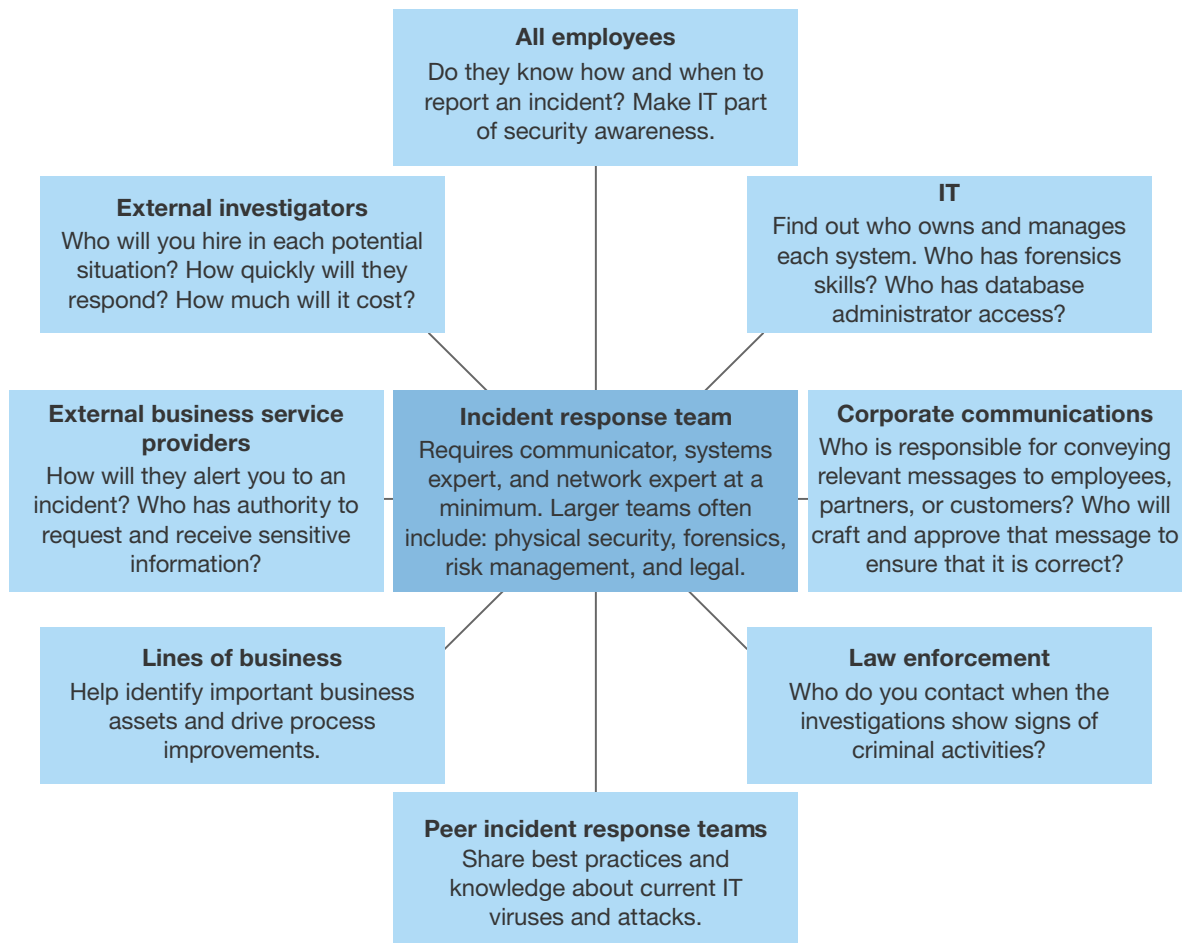 All employees
Do they know how and when to
report an incident? Make IT part
of security awareness.
External investigators
Who will you hire in each potential
situation? How quickly will they
respond? How much will it cost?
IT
Find out who owns and manages
each system. Who has forensics
skills? Who has database
administrator access?
External business service
providers
How will they alert you to an
incident? Who has authority to
request and receive sensitive
information?
Incident response team
Requires communicator, systems
expert, and network expert at a
minimum. Larger teams often
include: physical security, forensics,
risk management, and legal.
Corporate communications
Who is responsible for conveying
relevant messages to employees,
partners, or customers? Who will
craft and approve that message to
ensure that it is correct?
Lines of business
Help identify important business
assets and drive process
improvements.
Law enforcement
Who do you contact when the
investigations show signs of
criminal activities?
Peer incident response teams
Share best practices and
knowledge about current IT
viruses and attacks.